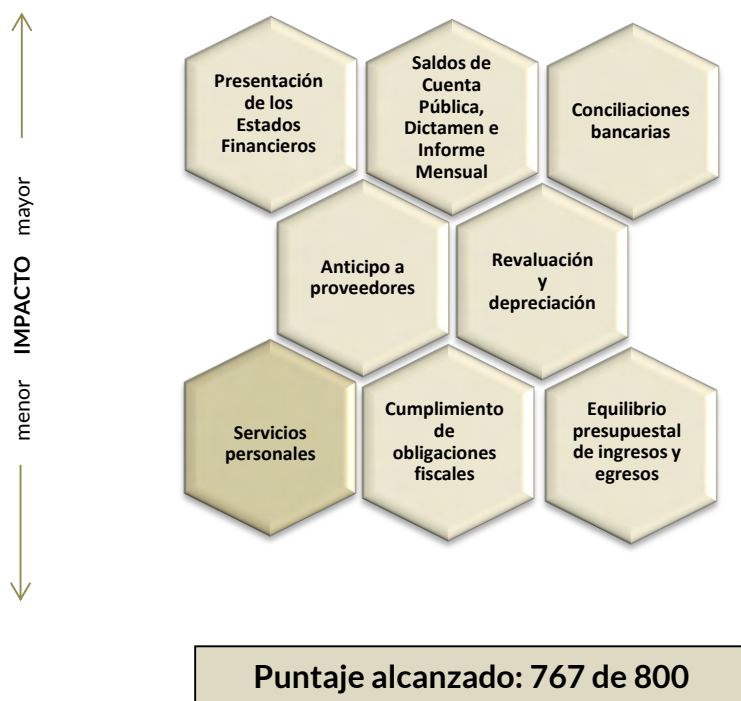 Presentación
de los
Estados
Financieros
Saldos de
Cuenta
Pública,
Dictamen e
Informe
Mensual
Conciliaciones
bancarias
Anticipo a
proveedores
Revaluación
y
depreciación
Servicios
personales
Cumplimiento
de
obligaciones
fiscales
Equilibrio
presupuestal
de ingresos y
egresos
menor IMPACTO mayor
Puntaje alcanzado: 767 de 800